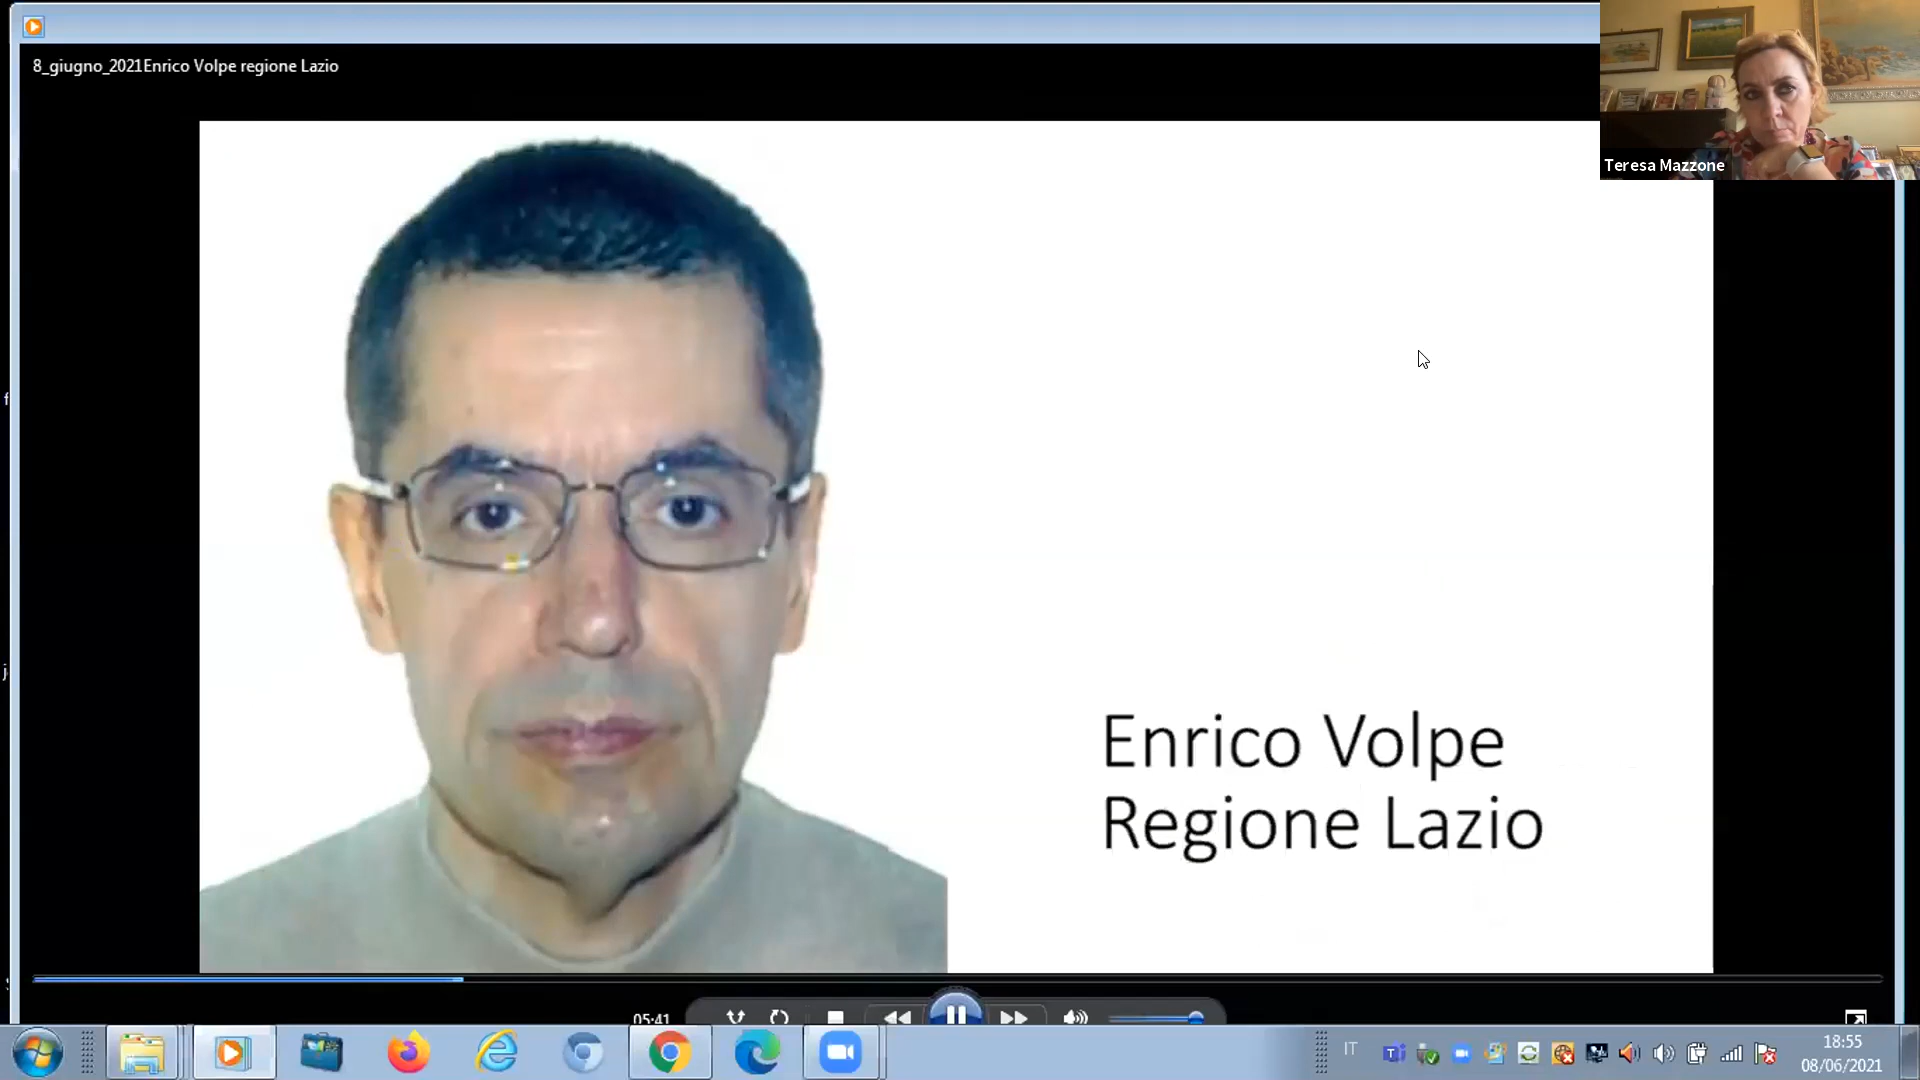 8_giugno_2021Enrico Volpe regione Lazio
Teresa Mazzone
Enrico Volpe
Regione Lazio
05:41
IT
18:55
08/06/2021